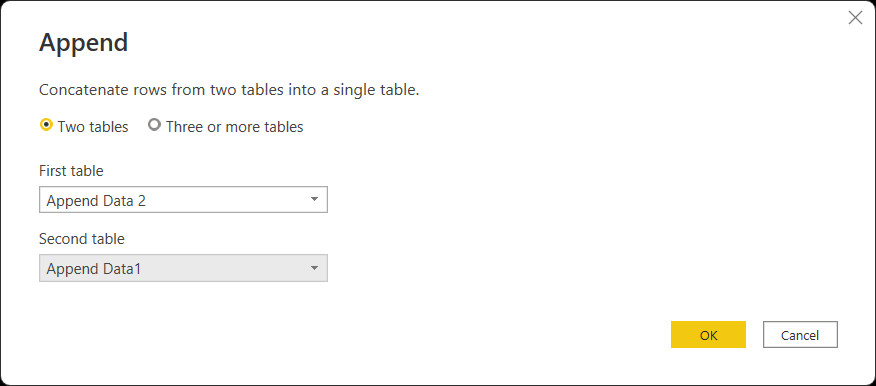 Append
Concatenate rows from two tables into a single table.
Two tables Three or more tables
First table
Append Data 2
Second table
Append Data1
OK Cancel